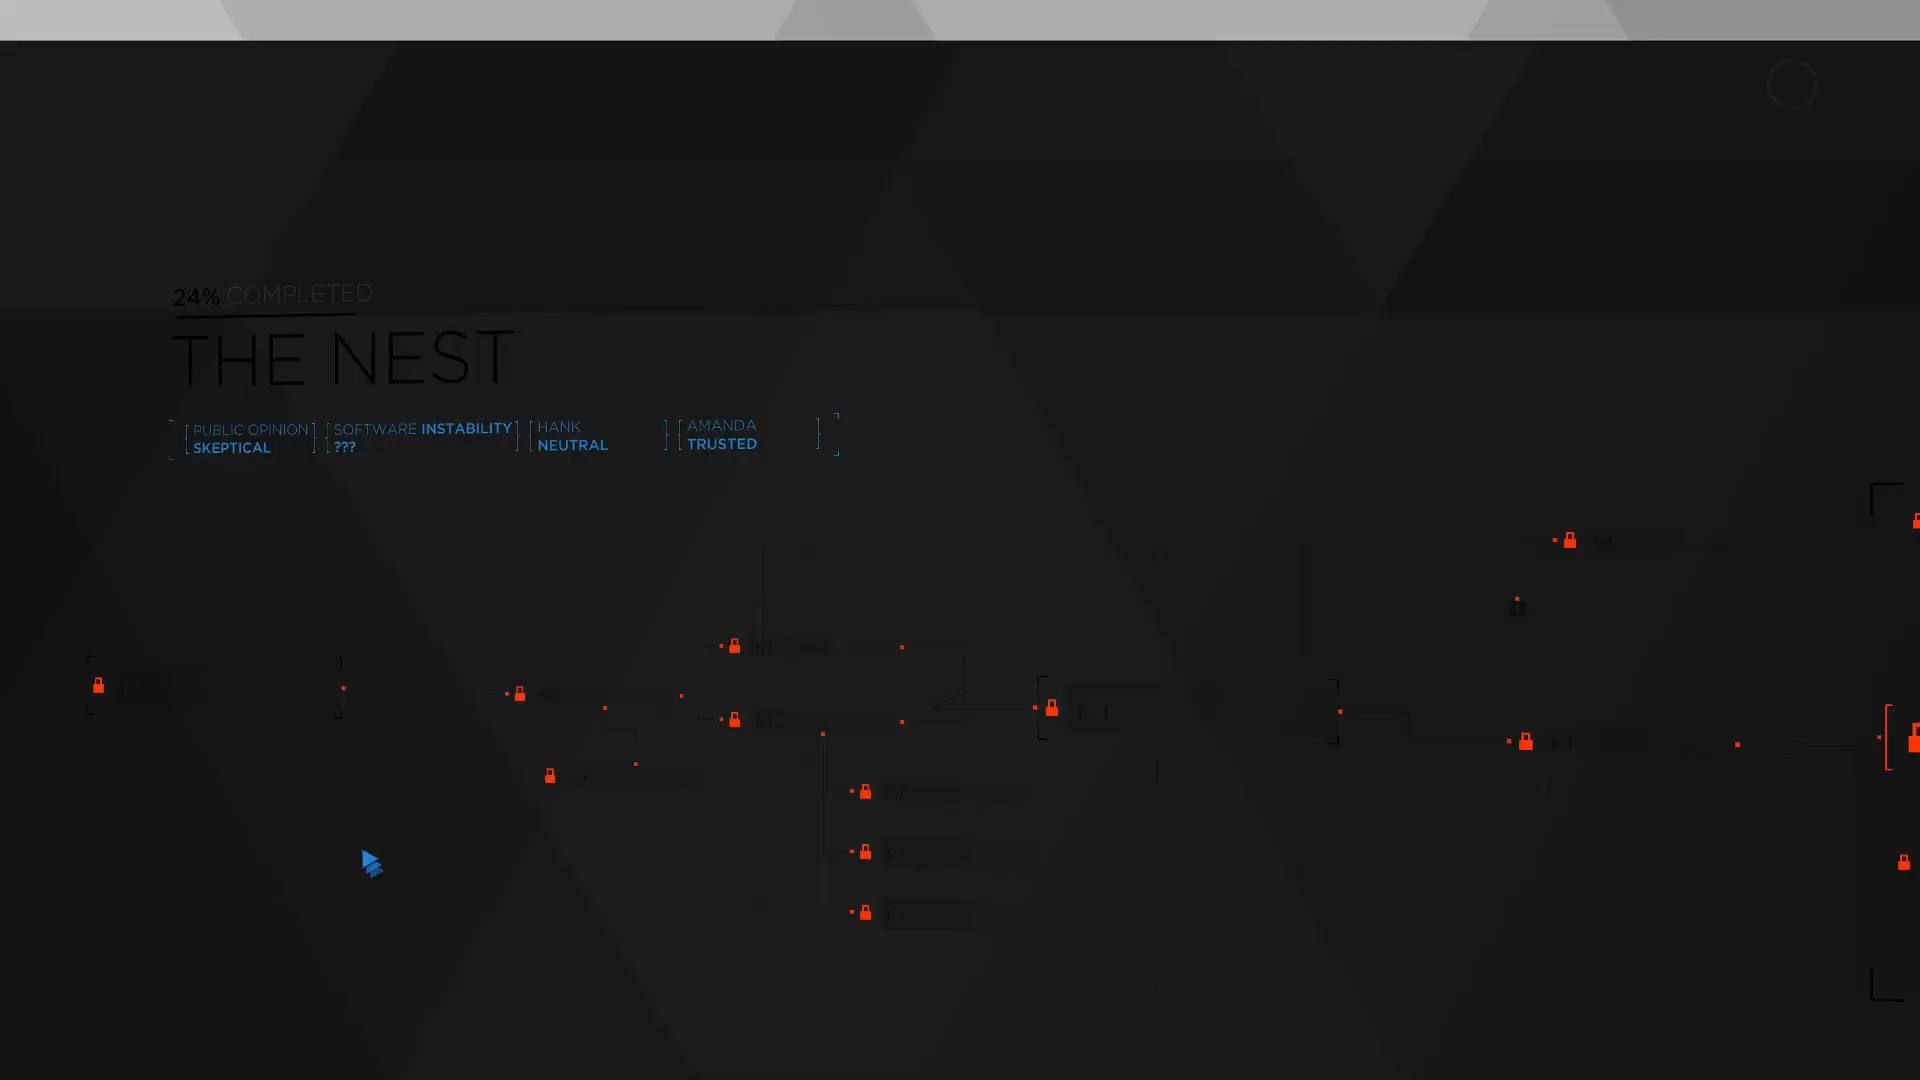 24% COMPLETED
THE NEST
PUBLIC OPINION
SKEPTICAL
SOFTWARE INSTABILITY
???
HANK
NEUTRAL
AMANDA
TRUSTED